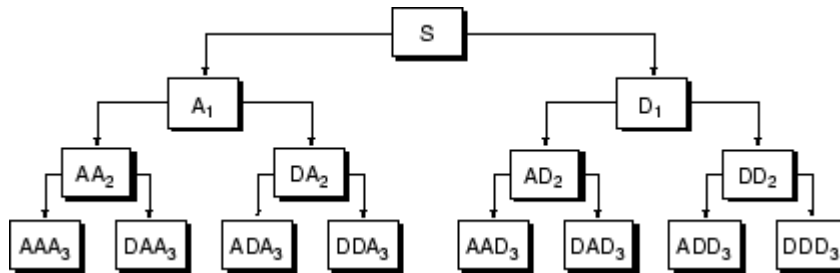 S
A₁ D₁
AA₂ DA₂ AD₂ DD₂
AAA₃ DAA₃ ADA₃ DDA₃ AAD₃ DAD₃ ADD₃ DDD₃